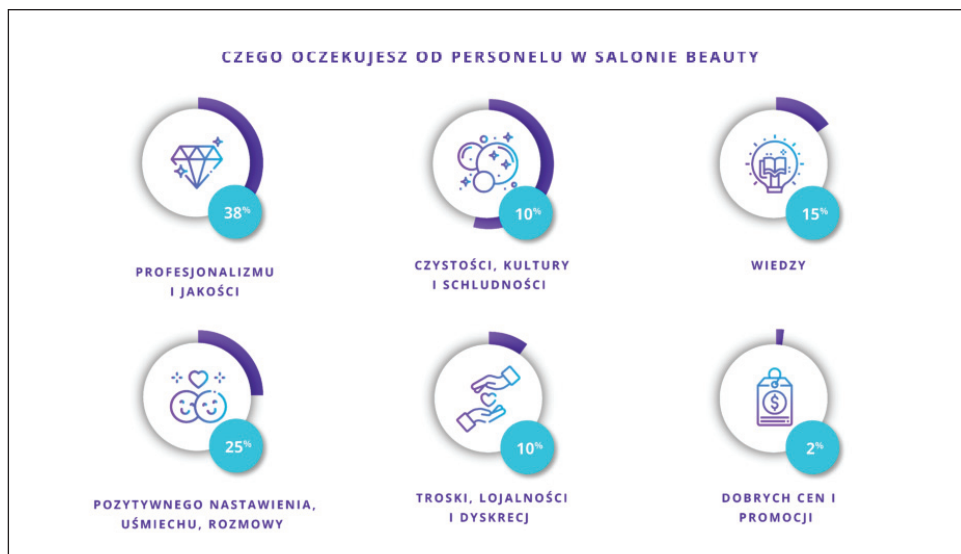 CZEGO OCZEKUJESZ OD PERSONELU W SALONIE BEAUTY
38%
PROFESJONALIZMU
I JAKOŚCI
10%
CZYSTOŚCI, KULTURY
I SCHLUDNOŚCI
15%
WIEDZY
25%
POZYTYWNEGO NASTAWIENIA,
UŚMIECHU, ROZMOWY
10%
TROSKI, LOJALNOŚCI
I DYSKRECJ
$
2%
DOBRYCH CEN I
PROMOCJI